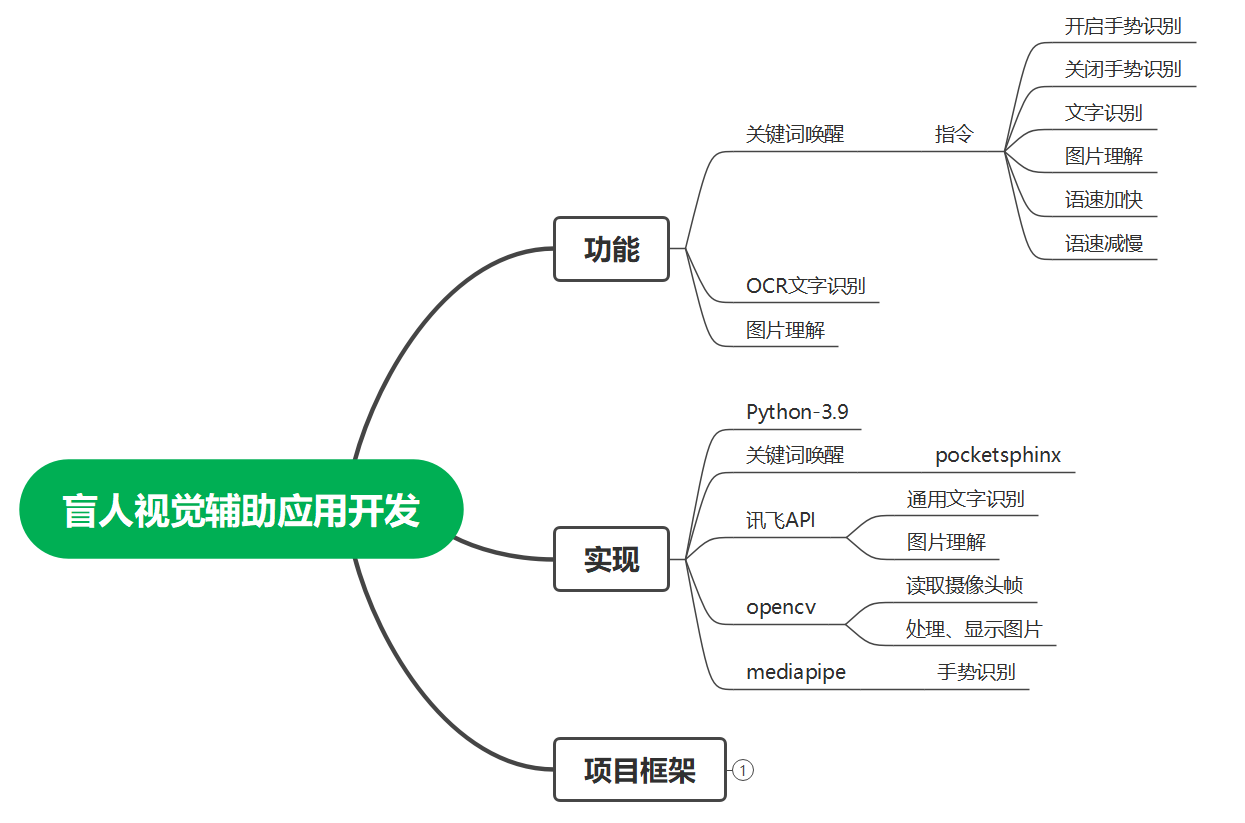 盲人视觉辅助应用开发
功能
关键词唤醒
指令
开启手势识别
关闭手势识别
文字识别
图片理解
语速加快
语速减慢
OCR文字识别
图片理解
实现
Python-3.9
关键词唤醒
pocketsphinx
讯飞API
通用文字识别
图片理解
opencv
读取摄像头帧
处理、显示图片
mediapipe
手势识别
项目框架
1